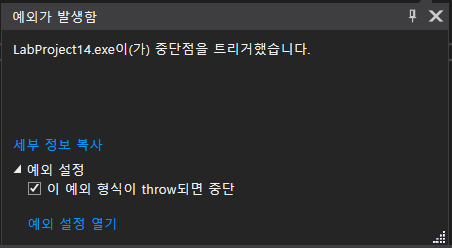 예외가 발생함
LabProject14.exe이(가) 중단점을 트리거했습니다.
세부 정보 복사
예외 설정
이 예외 형식이 throw되면 중단
예외 설정 열기